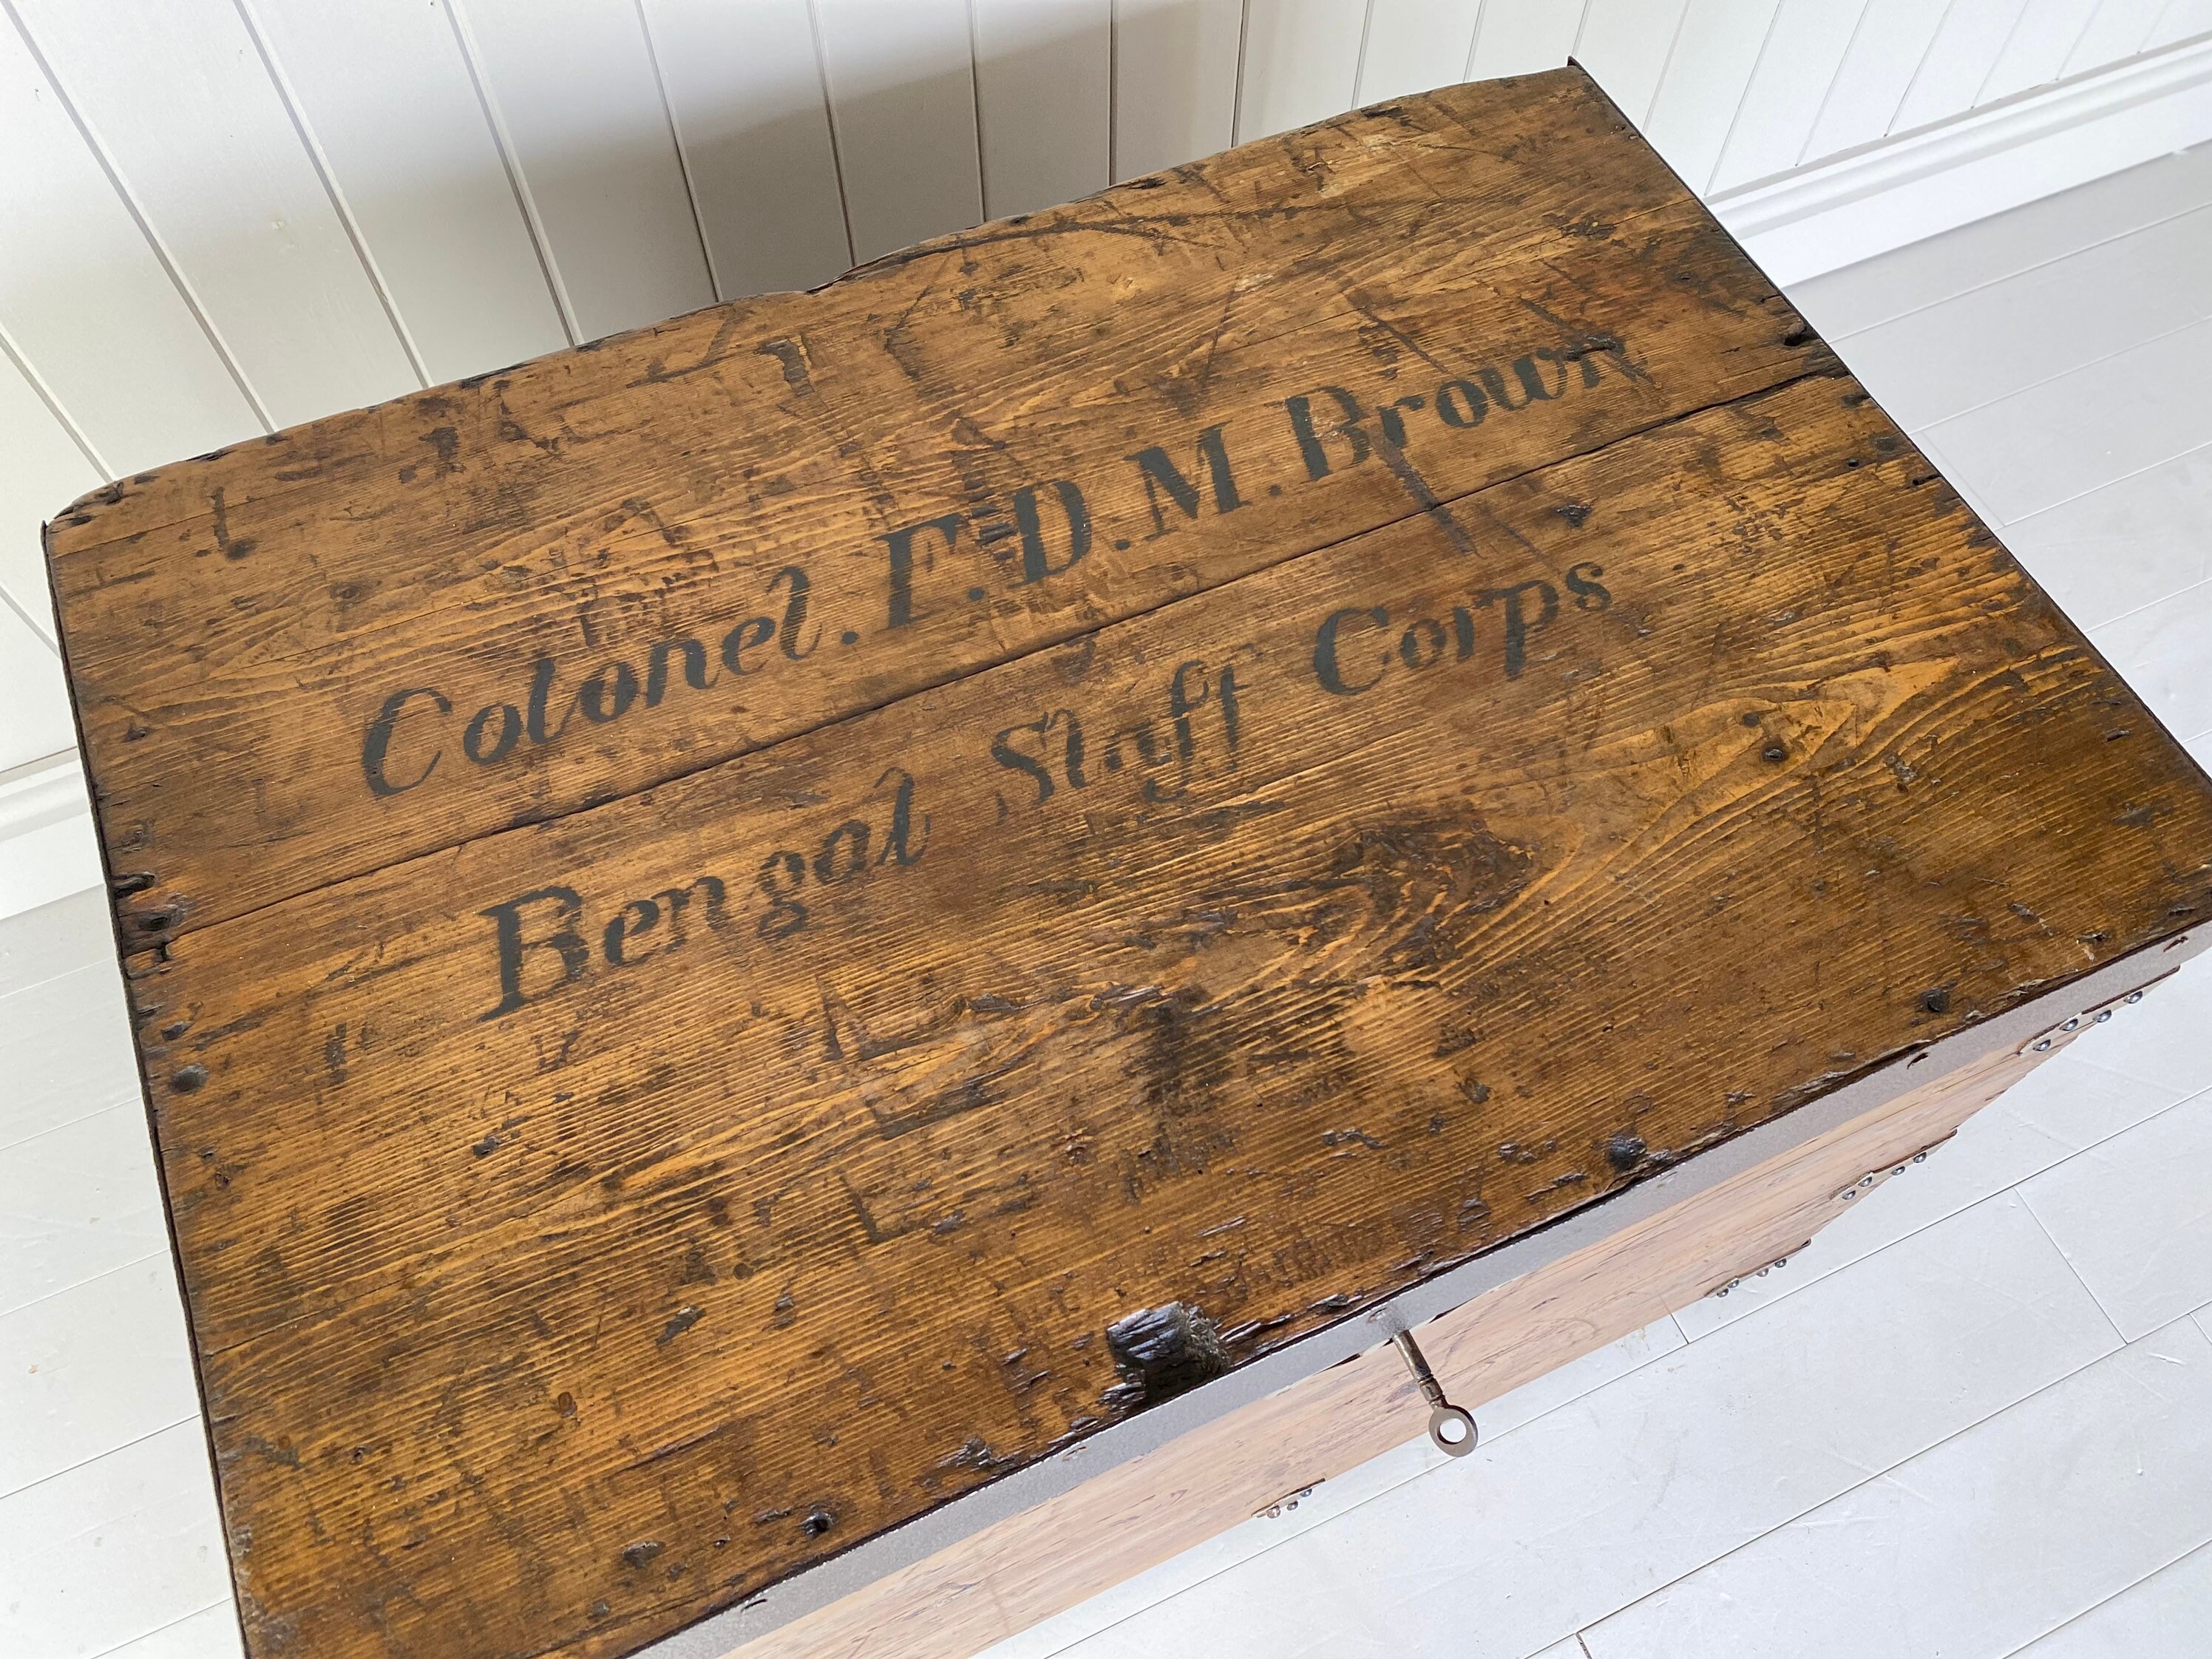 Colonel. F. D. M. Brown
Bengal Staff Corps